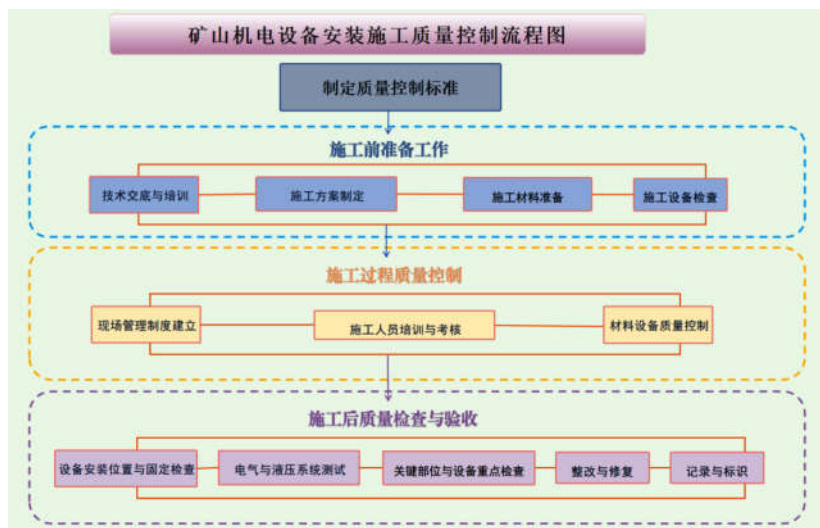 矿山机电设备安装施工质量控制流程图
制定质量控制标准
施工前准备工作
技术交底与培训
施工方案制定
施工材料准备
施工设备检查
施工过程质量控制
现场管理制度建立
施工人员培训与考核
材料设备质量控制
施工后质量检查与验收
设备安装位置与固定检查
电气与液压系统测试
关键部位与设备重点检查
整改与修复
记录与标识